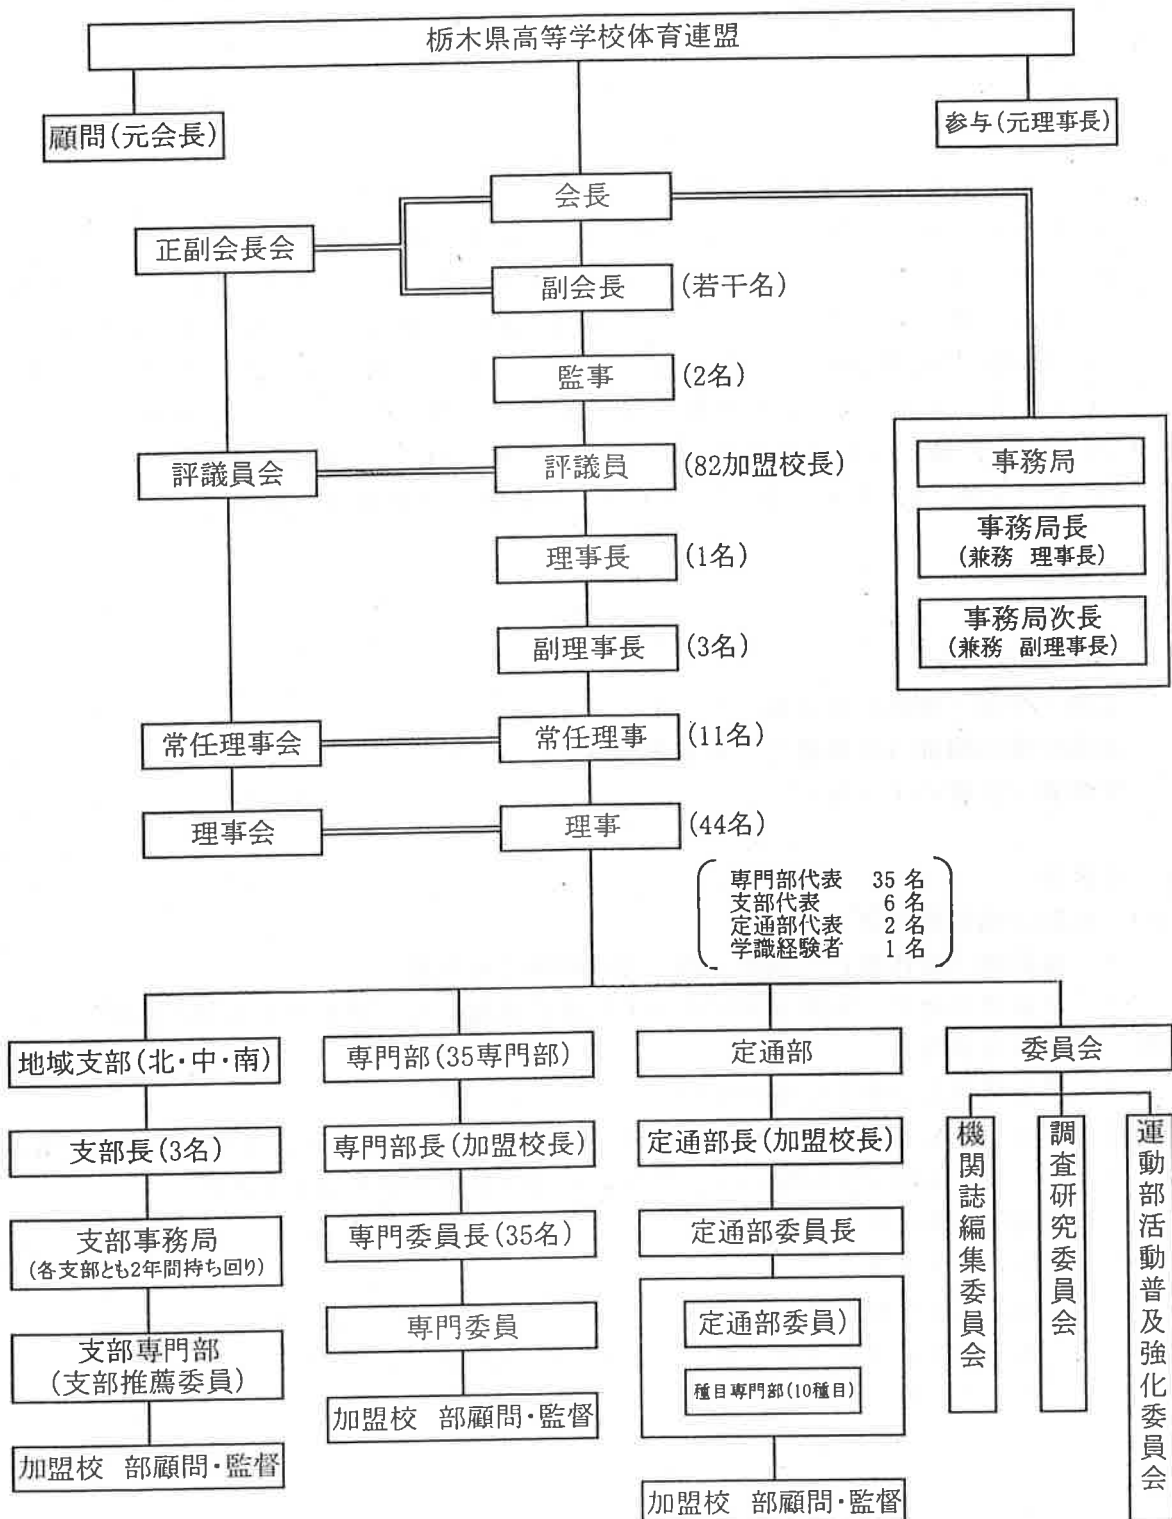 栃木県高等学校体育連盟
顧問(元会長)
参与(元理事長)
会長
正副会長会
副会長 (若干名)
監事 (2名)
評議員会
評議員 (82加盟校長)
事務局
理事長 (1名)
事務局長
(兼務 理事長)
副理事長 (3名)
事務局次長
(兼務 副理事長)
常任理事会
常任理事 (11名)
理事会
理事 (44名)
専門部代表 35 名
支部代表 6 名
定通部代表 2 名
学識経験者 1 名
地域支部(北・中・南)
支部長(3名)
支部事務局
(各支部とも2年間持ち回り)
支部専門部
(支部推薦委員)
加盟校 部顧問・監督
専門部(35専門部)
専門部長(加盟校長)
専門委員長(35名)
専門委員
加盟校 部顧問・監督
定通部
定通部長(加盟校長)
定通部委員長
定通部委員)
種目専門部(10種目)
加盟校 部顧問・監督
委員会
機関誌編集委員会
調査研究委員会
運動部活動普及強化委員会